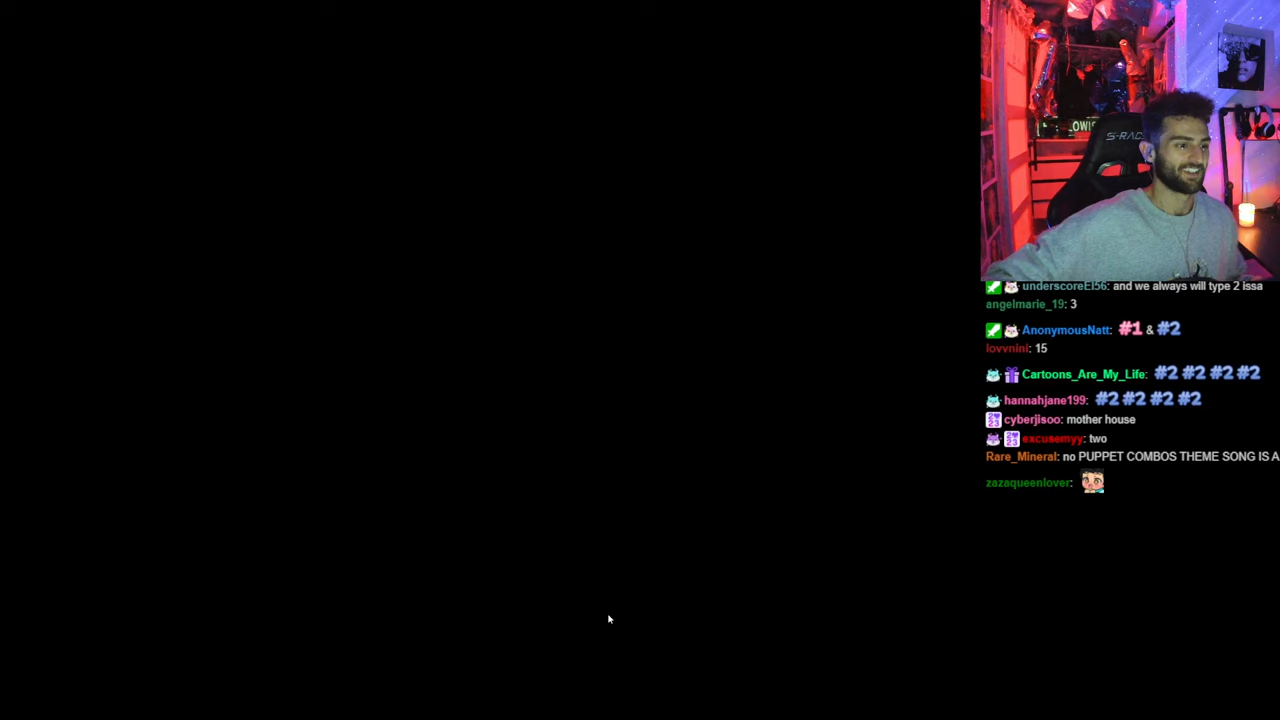 S-RAC
LOWI
underscoreEl56: and we always will type 2 issa
angelmarie_19: 3
AnonymousNatt: #1 & #2
lovvnini: 15
Cartoons_Are_My_Life: #2 #2 #2 #2
hannahjane199: #2 #2 #2 #2
cyberjisoo: mother house
excusemyy: two
Rare_Mineral: no PUPPET COMBOS THEME SONG IS A
zazaqueenlover: